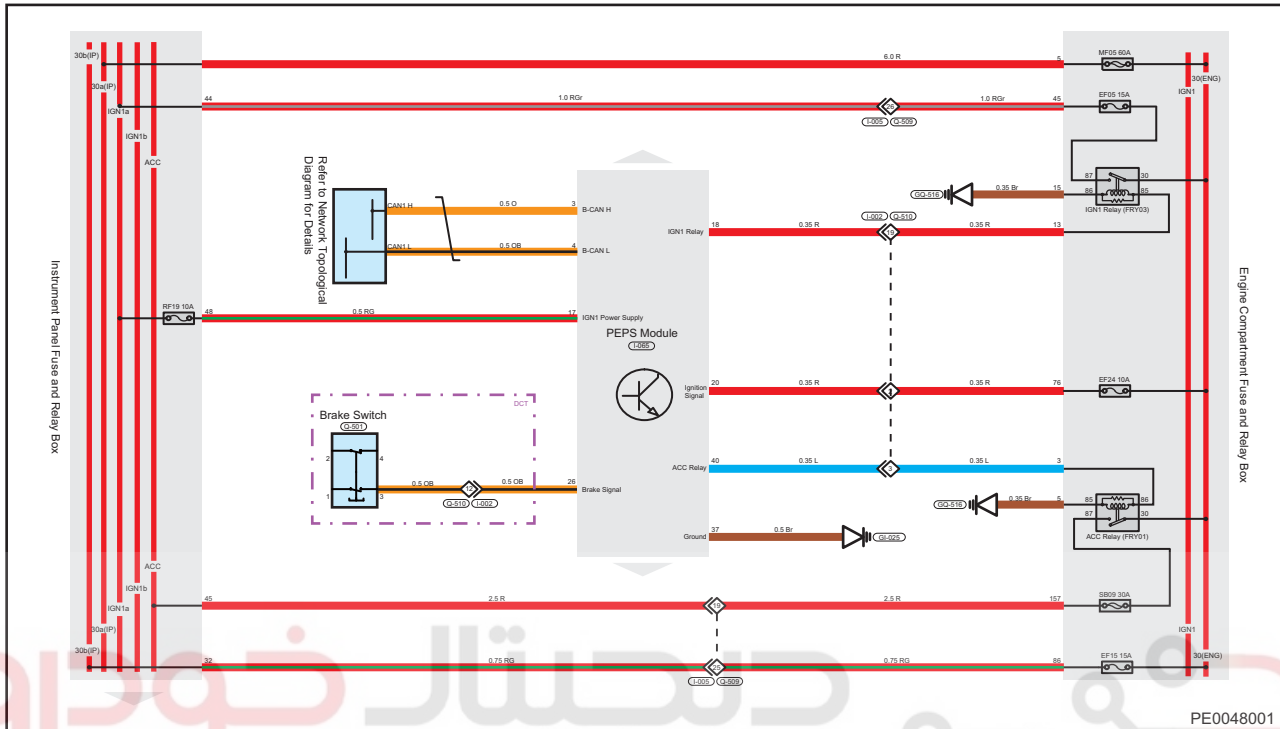 30b(IP)
6.0 R
5
MF05 60A
30(ENG)
30a(IP)
IGN1
44
1.0 RGr
26
1.0 RGr
45
EF05 15A
IGN1a
I-005
Q-509
IGN1b
ACC
Refer to Network Topological
Diagram for Details
CAN1 H
0.5 O
3
B-CAN H
CAN1 L
0.5 OB
4
B-CAN L
GQ-516
0.35 Br
15
87
30
86
85
IGN1 Relay (FRY03)
I-002
Q-510
IGN1 Relay
18
0.35 R
19
0.35 R
13
Instrument Panel Fuse and Relay Box
Engine Compartment Fuse and Relay Box
RF19 10A
48
0.5 RG
17
IGN1 Power Supply
PEPS Module
I-065
Ignition
Signal
20
0.35 R
0.35 R
76
EF24 10A
DCT
Brake Switch
Q-501
2
4
1
3
0.5 OB
12
0.5 OB
26
Brake Signal
Q-510
I-002
ACC Relay
40
0.35 L
3
0.35 L
3
GQ-516
0.35 Br
5
85
86
87
30
ACC Relay (FRY01)
Ground
37
0.5 Br
GI-025
ACC
IGN1b
IGN1a
45
2.5 R
19
2.5 R
157
SB09 30A
30a(IP)
IGN1
30b(IP)
32
0.75 RG
25
0.75 RG
86
EF15 15A
30(ENG)
I-005
Q-509
دیجیتال خودرو
PE0048001